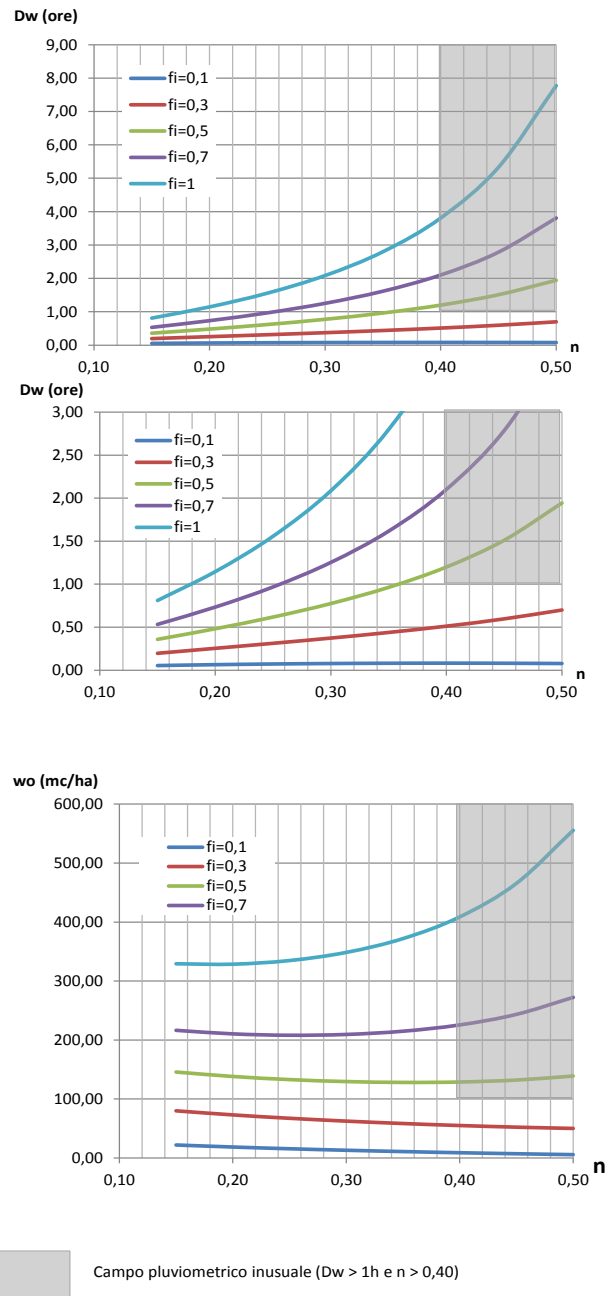 Dw (ore)
9,00
8,00
7,00
6,00
5,00
4,00
3,00
2,00
1,00
0,00
fi=0,1
fi=0,3
fi=0,5
fi=0,7
fi=1
0,10
0,20
0,30
0,40
0,50
n
Dw (ore)
3,00
2,50
2,00
1,50
1,00
0,50
0,00
fi=0,1
fi=0,3
fi=0,5
fi=0,7
fi=1
0,10
0,20
0,30
0,40
0,50
n
wo (mc/ha)
600,00
500,00
400,00
300,00
200,00
100,00
0,00
fi=0,1
fi=0,3
fi=0,5
fi=0,7
0,10
0,20
0,30
0,40
0,50
n
Campo pluviometrico inusuale (Dw > 1h e n > 0,40)